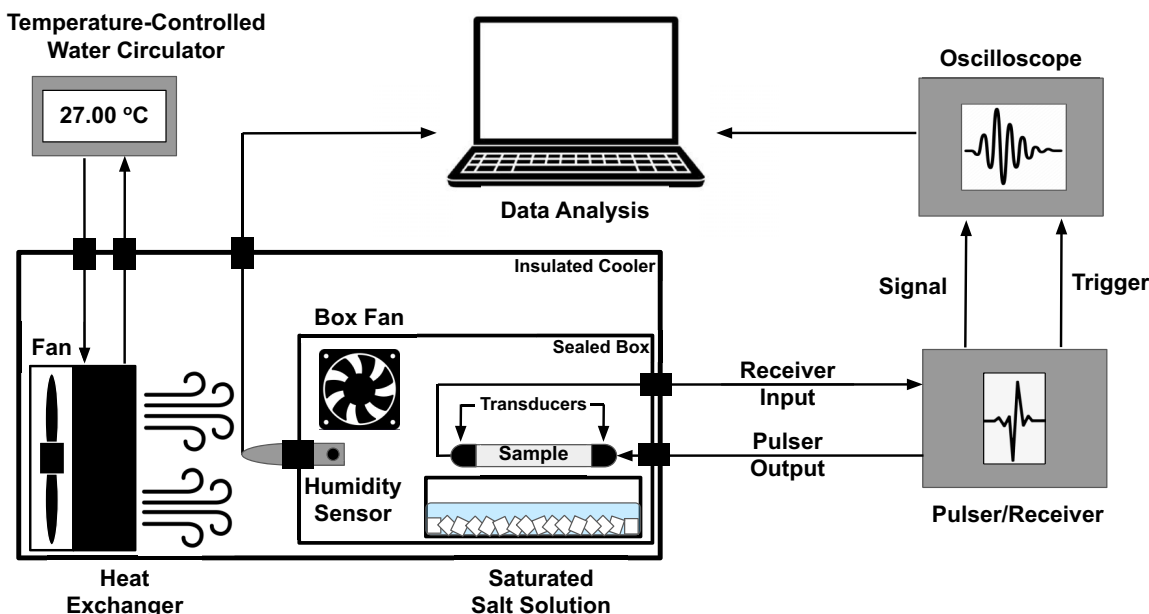 Temperature-Controlled
Water Circulator
27.00 ºC
Oscilloscope
Data Analysis
Insulated Cooler
Signal
Trigger
Box Fan
Fan
Sealed Box
Receiver
Input
Transducers
Sample
Pulser
Output
Humidity
Sensor
Pulser/Receiver
Heat
Exchanger
Saturated
Salt Solution